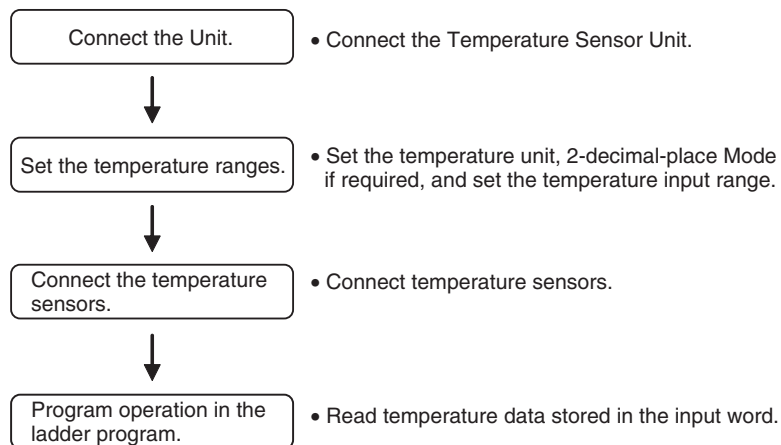 Connect the Unit.
• Connect the Temperature Sensor Unit.
Set the temperature ranges.
• Set the temperature unit, 2-decimal-place Mode
if required, and set the temperature input range.
Connect the temperature
sensors.
• Connect temperature sensors.
Program operation in the
ladder program.
• Read temperature data stored in the input word.